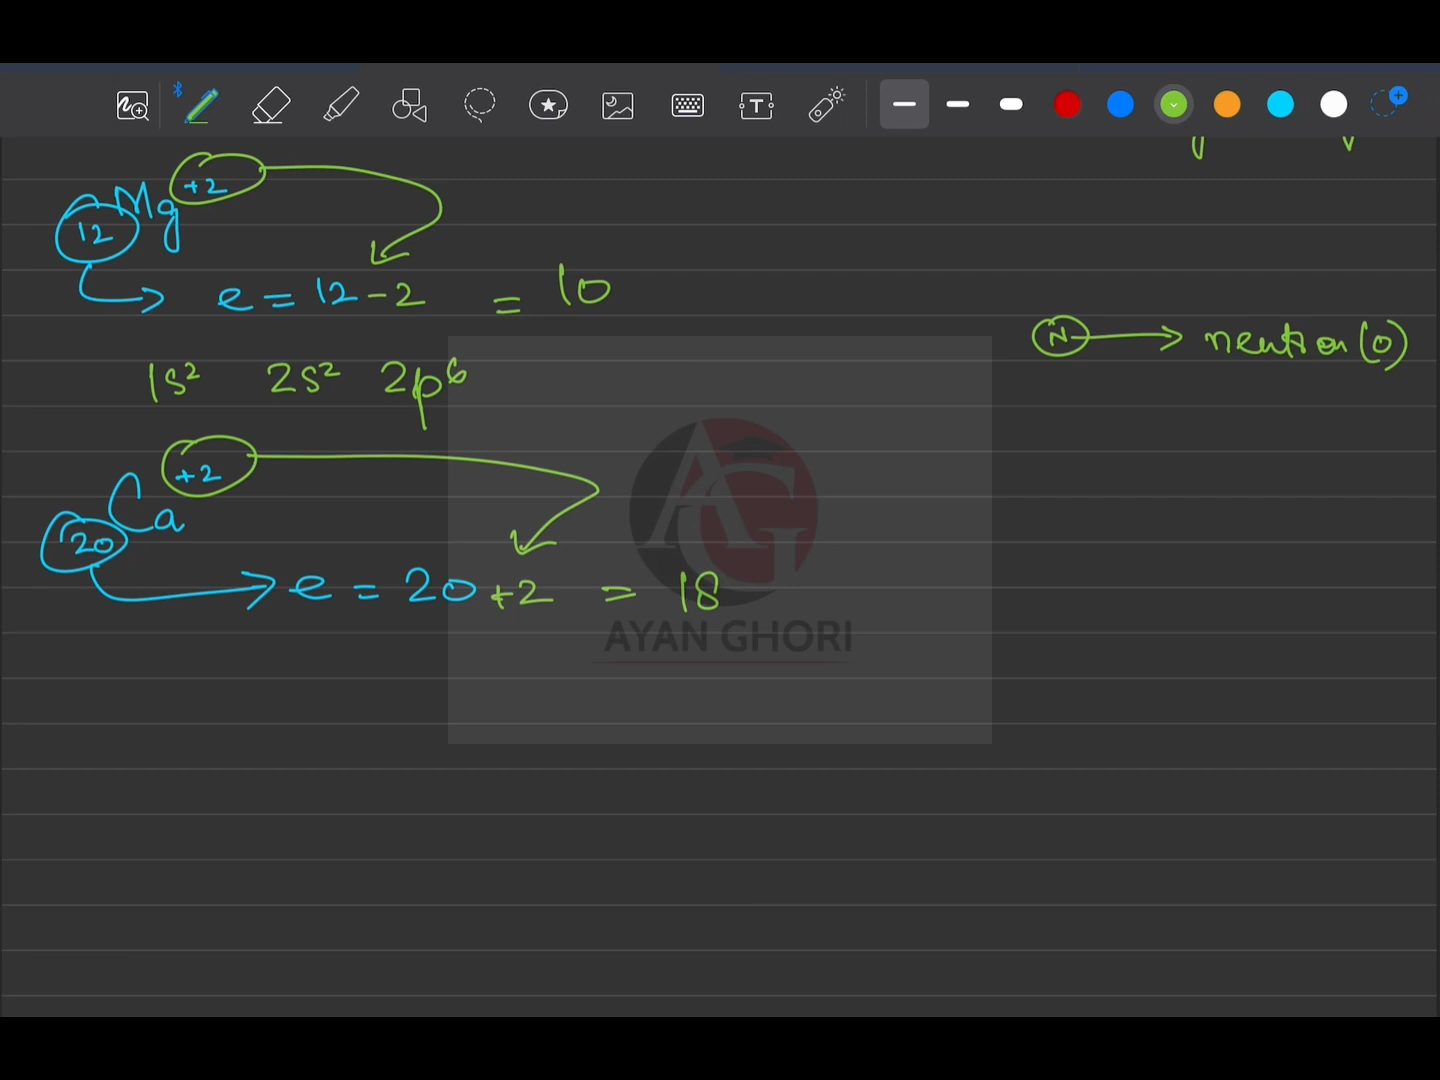 12 Mg +2
e = 12 - 2 = 10
N → neutron (0)
1s² 2s² 2p⁶
20 Ca +2
e = 20 + 2 = 18
AYAN GHORI